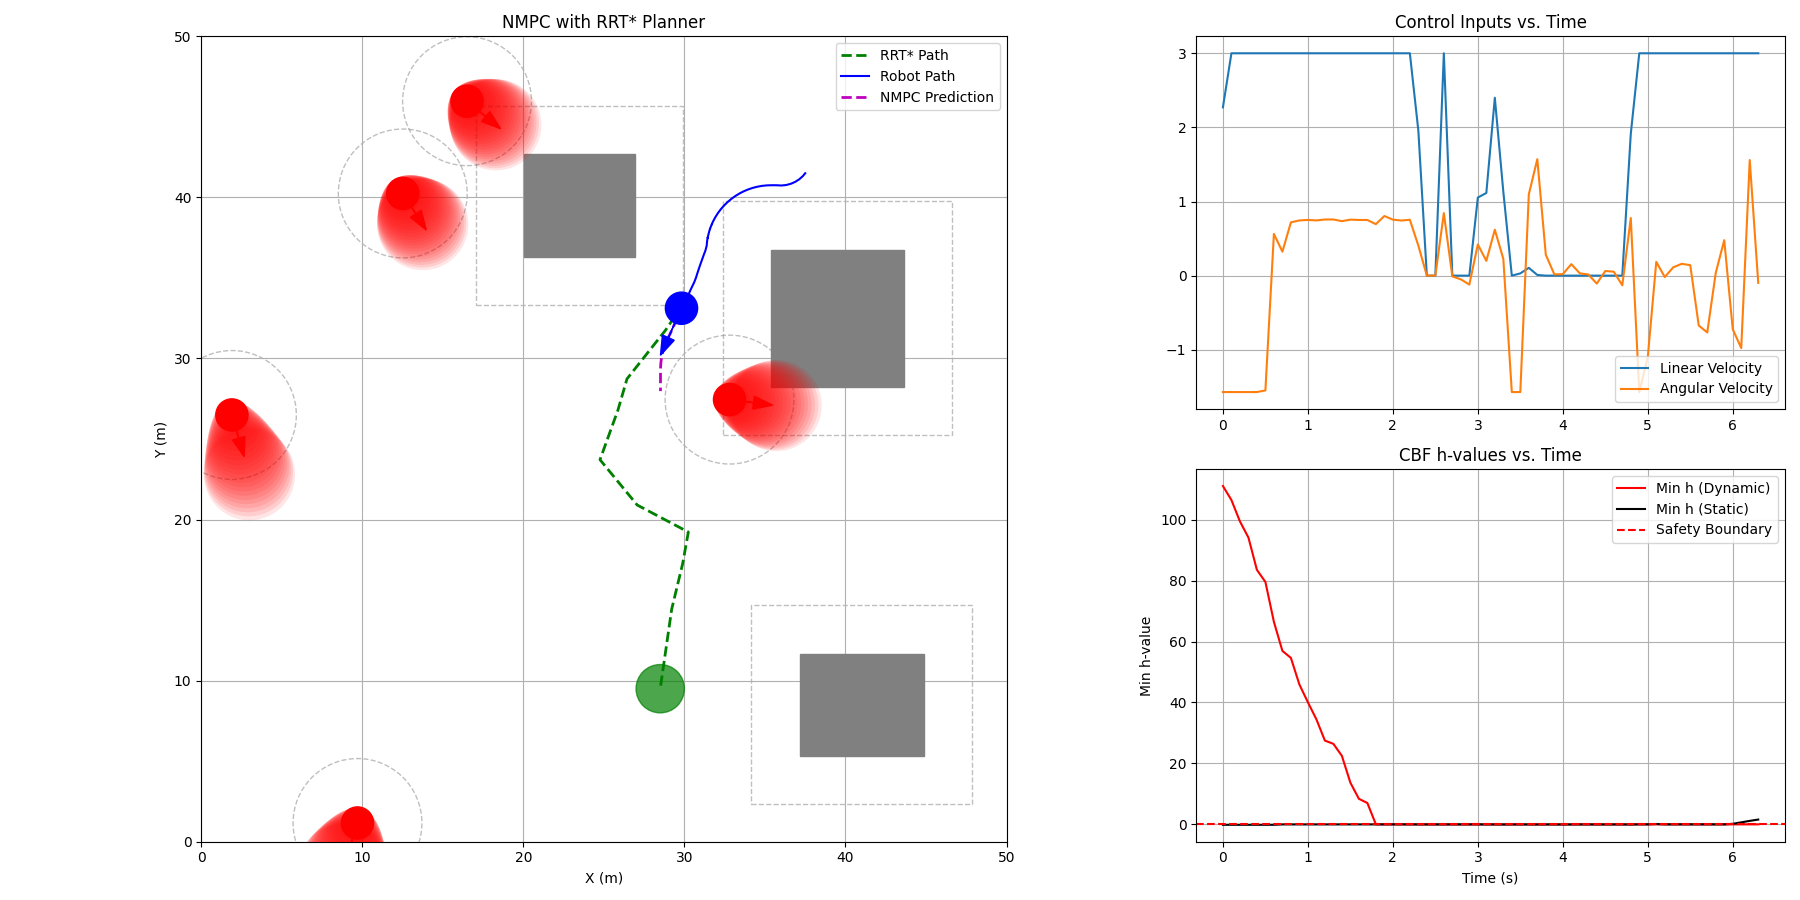 NMPC with RRT* Planner
50
40
30
20
10
0
Y (m)
0
10
20
30
40
50
X (m)
RRT* Path
Robot Path
NMPC Prediction
Control Inputs vs. Time
3
2
1
0
−1
0
1
2
3
4
5
6
Linear Velocity
Angular Velocity
CBF h-values vs. Time
100
80
60
40
20
0
Min h-value
0
1
2
3
4
5
6
Time (s)
Min h (Dynamic)
Min h (Static)
Safety Boundary